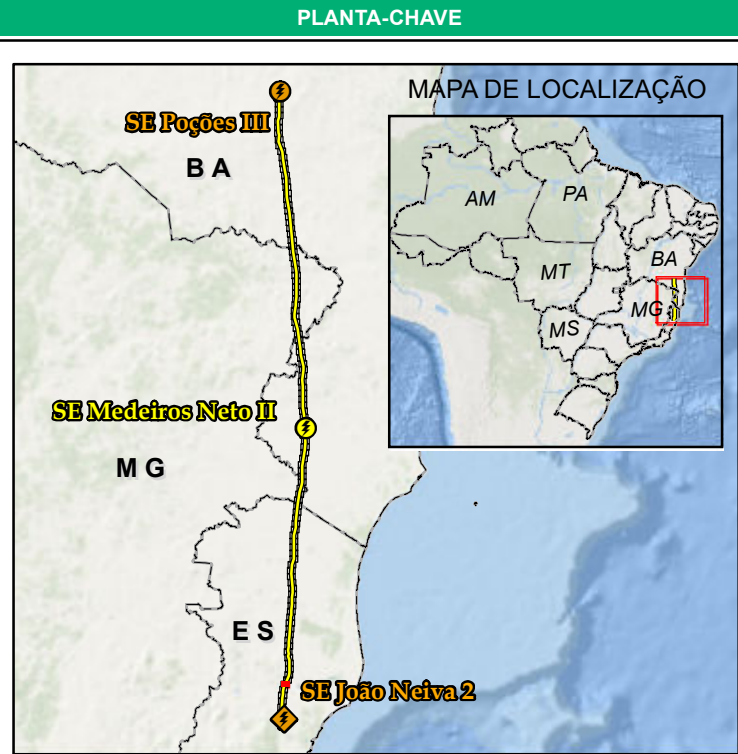 PLANTA-CHAVE
MAPA DE LOCALIZAÇÃO
SE Poções III
B A
AM
PA
BA
MT
MG
MS
SE Medeiros Neto II
M G
E S
SE João Neiva 2